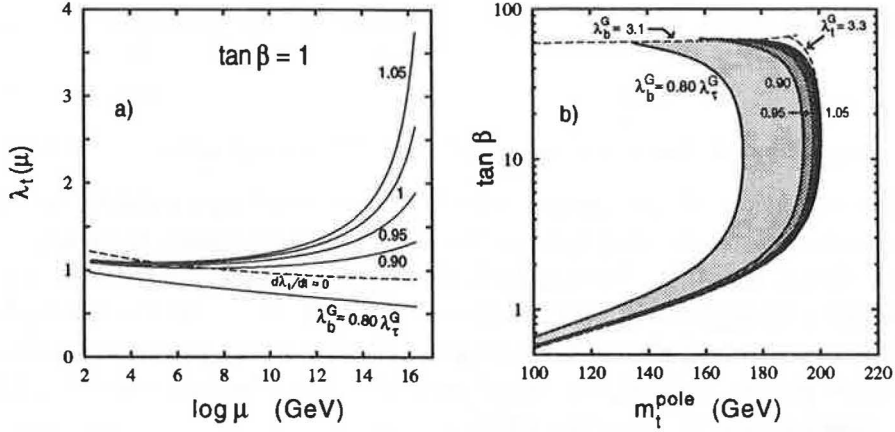 4
3
2
1
0
λt(μ)
tan β = 1
a)
1.05
1
0.95
0.90
dλt/dt = 0
λbG = 0.80 λτG
2 4 6 8 10 12 14 16
log μ (GeV)
100
10
1
tan β
λbG = 3.1
λtG = 3.3
λbG = 0.80 λτG
0.90
b)
0.95
1.05
100 120 140 160 180 200 220
mtpole (GeV)